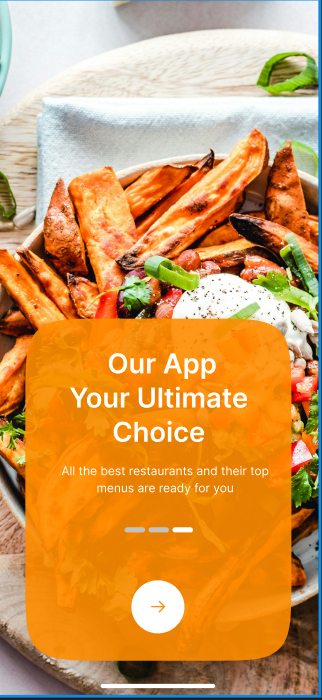 Our App
Your Ultimate
Choice
All the best restaurants and their top
menus are ready for you